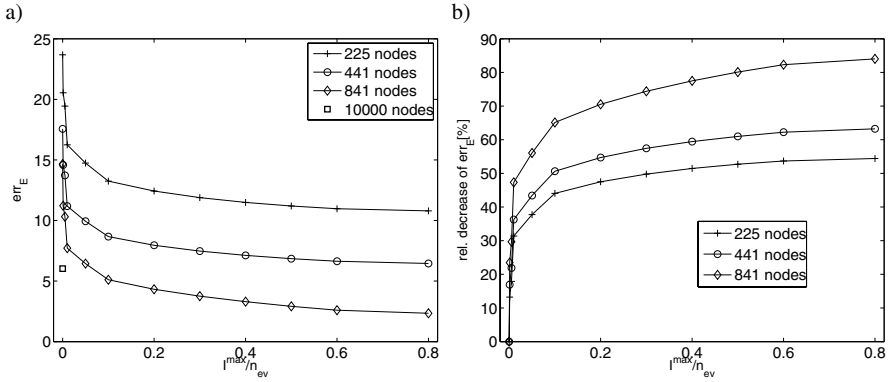 a)
25
20
15
10
5
0
err_E
0
0.2
0.4
0.6
0.8
I^max/n_ev
225 nodes
441 nodes
841 nodes
10000 nodes
b)
90
80
70
60
50
40
30
20
10
0
rel. decrease of err_E[%]
0
0.2
0.4
0.6
0.8
I^max/n_ev
225 nodes
441 nodes
841 nodes